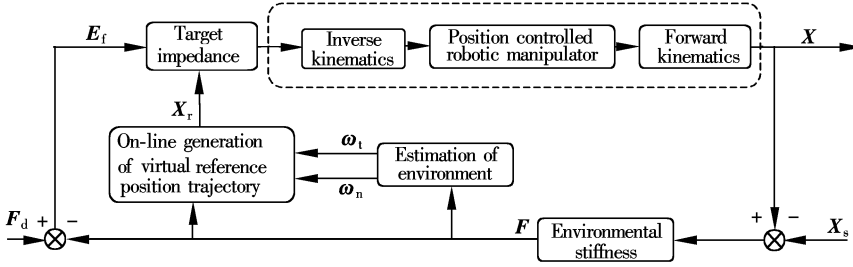 E_f
Target
impedance
Inverse
kinematics
Position controlled
robotic manipulator
Forward
kinematics
X
X_r
On-line generation
of virtual reference
position trajectory
ω_t
ω_n
Estimation of
environment
F_d
+ −
F
Environmental
stiffness
+ −
X_s